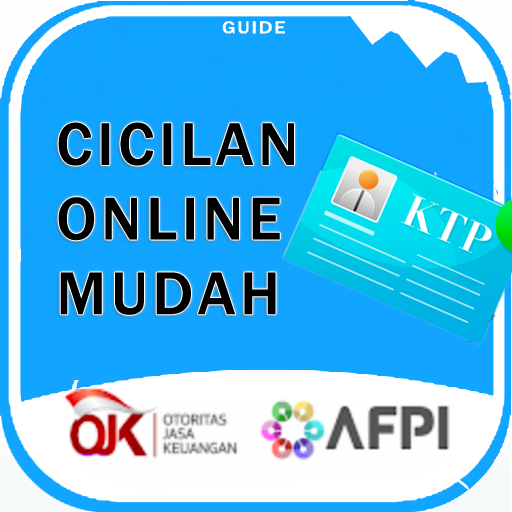 GUIDE
CICILAN
ONLINE
MUDAH
KTP
OJK
OTORITAS
JASA
KEUANGAN
AFPI